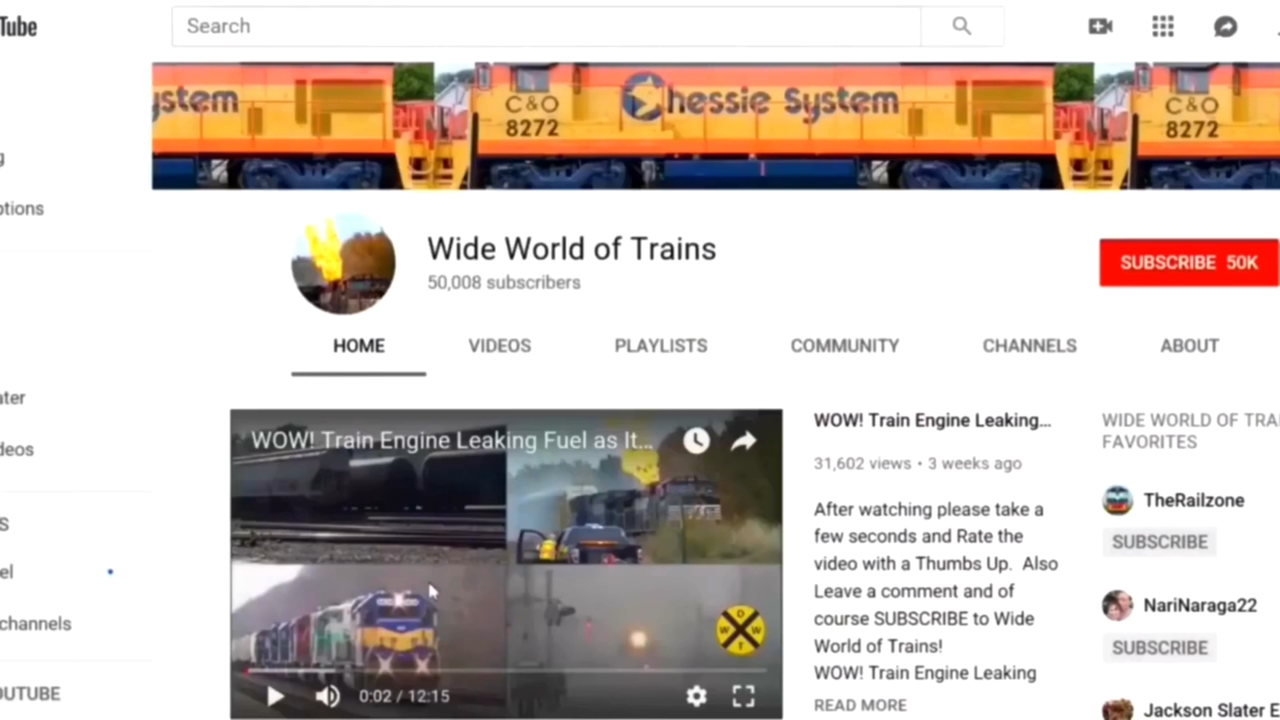 Tube
Search
ystem
C&O
8272
Chessie System
C&O
8272
ptions
Wide World of Trains
50,008 subscribers
SUBSCRIBE 50K
HOME
VIDEOS
PLAYLISTS
COMMUNITY
CHANNELS
ABOUT
ater
deos
S
el
channels
OUTUBE
WOW! Train Engine Leaking Fuel as It...
0:02 / 12:15
WOW! Train Engine Leaking...
31,602 views • 3 weeks ago
After watching please take a
few seconds and Rate the
video with a Thumbs Up. Also
Leave a comment and of
course SUBSCRIBE to Wide
World of Trains!
WOW! Train Engine Leaking
READ MORE
WIDE WORLD OF TRAI
FAVORITES
TheRailzone
SUBSCRIBE
NariNaraga22
SUBSCRIBE
Jackson Slater E